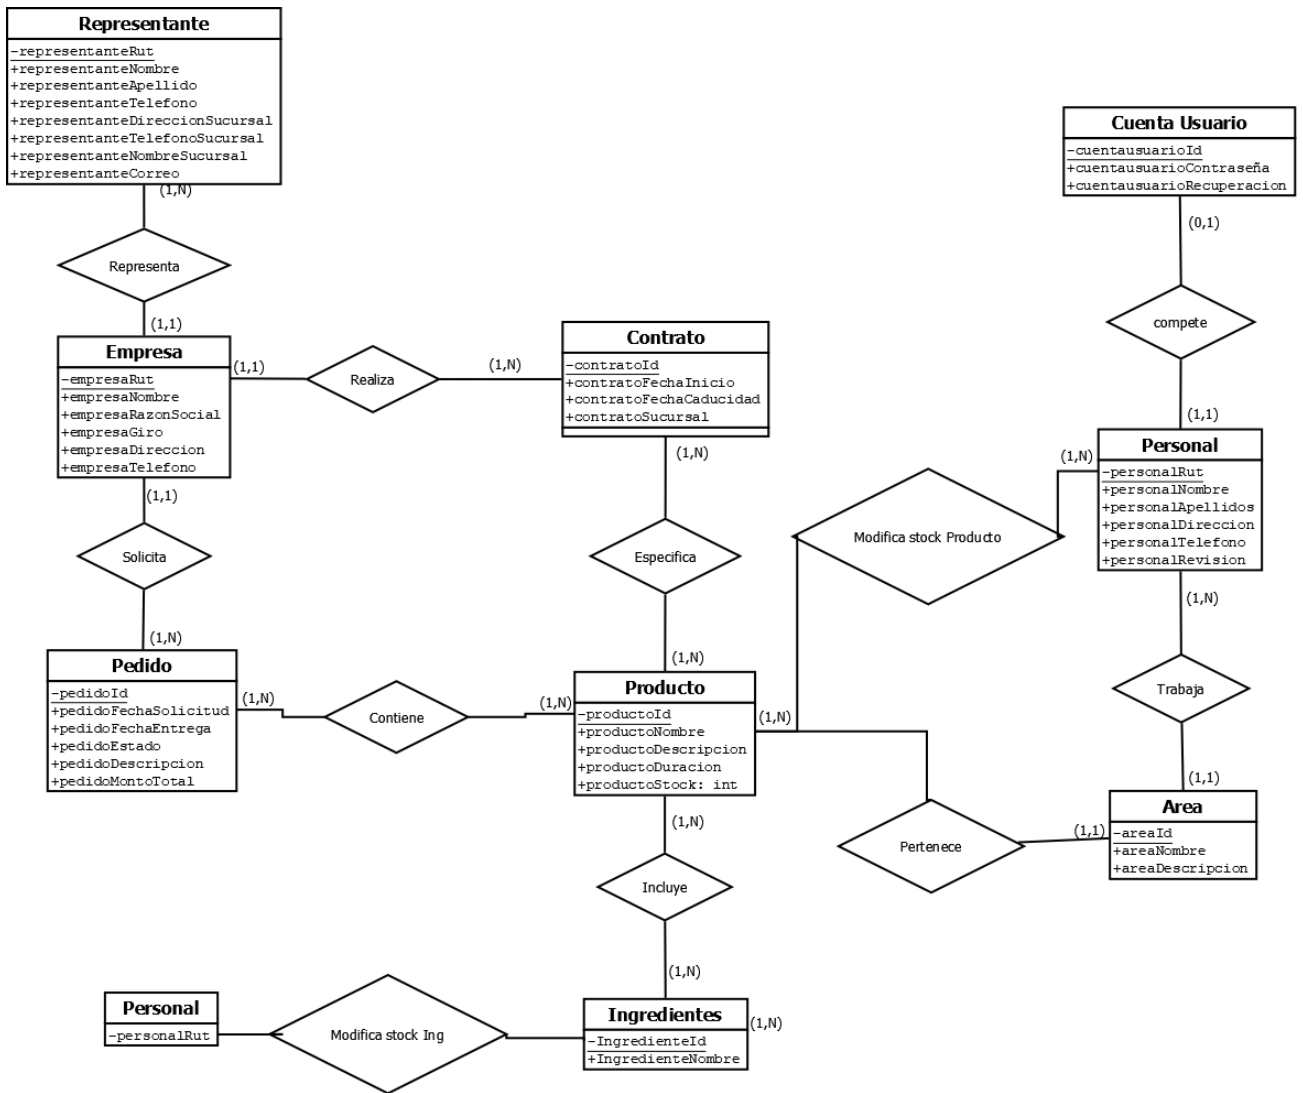 Representante
-representanteRut
+representanteNombre
+representanteApellido
+representanteTelefono
+representanteDireccionSucursal
+representanteTelefonoSucursal
+representanteNombreSucursal
+representanteCorreo
(1,N)
Representa
(1,1)
Empresa
-empresaRut
+empresaNombre
+empresaRazonSocial
+empresaGiro
+empresaDireccion
+empresaTelefono
(1,1)
Realiza
(1,N)
Contrato
-contratoId
+contratoFechaInicio
+contratoFechaCaducidad
+contratoSucursal
(1,N)
Especifica
(1,N)
Cuenta Usuario
-cuentausuarioId
+cuentausuarioContraseña
+cuentausuarioRecuperacion
(0,1)
compete
(1,1)
Personal
-personalRut
+personalNombre
+personalApellidos
+personalDireccion
+personalTelefono
+personalRevision
(1,N)
Modifica stock Producto
(1,N)
Trabaja
(1,1)
(1,1)
Solicita
(1,N)
Pedido
-pedidoId
+pedidoFechaSolicitud
+pedidoFechaEntrega
+pedidoEstado
+pedidoDescripcion
+pedidoMontoTotal
(1,N)
Contiene
(1,N)
Producto
-productoId
+productoNombre
+productoDescripcion
+productoDuracion
+productoStock: int
(1,N)
Pertenece
(1,1)
Area
-areaId
+areaNombre
+areaDescripcion
(1,N)
Incluye
(1,N)
Personal
-personalRut
Modifica stock Ing
Ingredientes
-IngredienteId
+IngredienteNombre
(1,N)